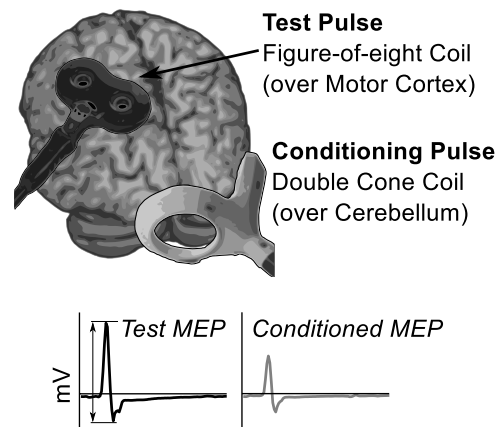 Test Pulse
Figure-of-eight Coil
(over Motor Cortex)
Conditioning Pulse
Double Cone Coil
(over Cerebellum)
Test MEP
Conditioned MEP
mV